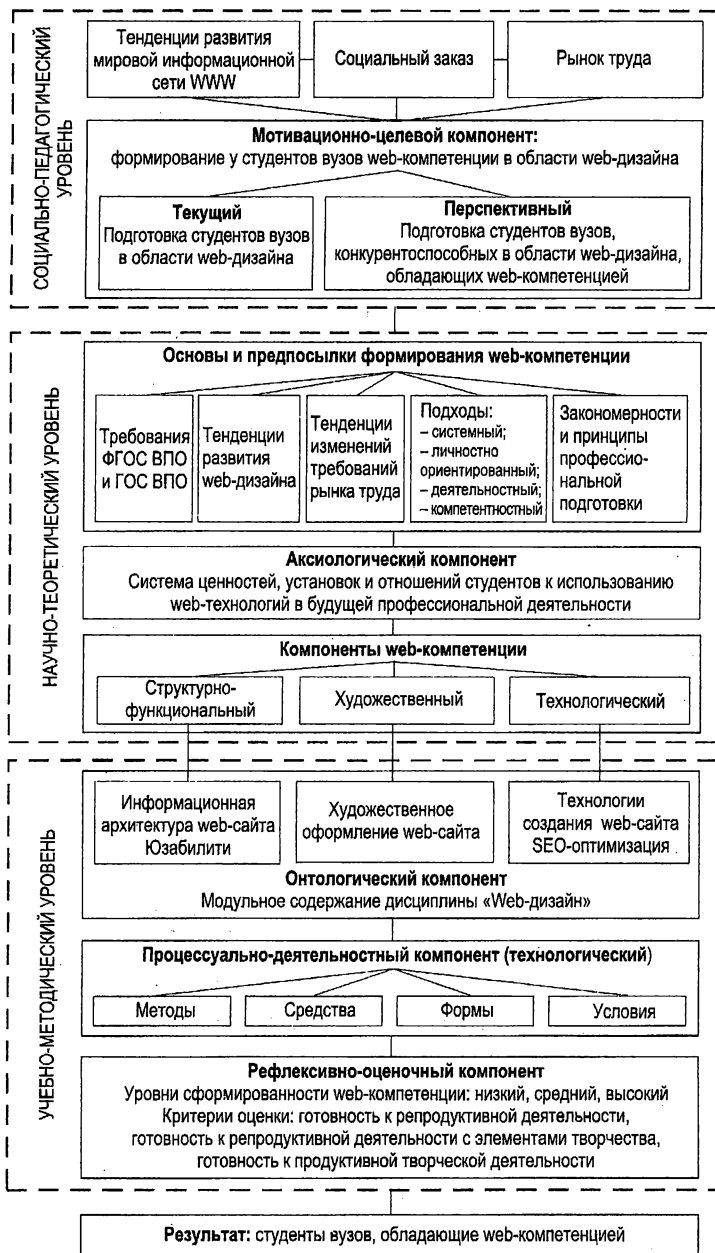 СОЦИАЛЬНО-ПЕДАГОГИЧЕСКИЙ
УРОВЕНЬ
Тенденции развития
мировой информационной
сети WWW
Социальный заказ
Рынок труда
Мотивационно-целевой компонент:
формирование у студентов вузов web-компетенции в области web-дизайна
Текущий
Подготовка студентов вузов
в области web-дизайна
Перспективный
Подготовка студентов вузов,
конкурентоспособных в области web-дизайна,
обладающих web-компетенцией
НАУЧНО-ТЕОРЕТИЧЕСКИЙ УРОВЕНЬ
Основы и предпосылки формирования web-компетенции
Требования
ФГОС ВПО
и ГОС ВПО
Тенденции
развития
web-дизайна
Тенденции
изменений
требований
рынка труда
Подходы:
– системный;
– личностно
ориентированный;
– деятельностный;
– компетентностный
Закономерности
и принципы
профессио-
нальной
подготовки
Аксиологический компонент
Система ценностей, установок и отношений студентов к использованию
web-технологий в будущей профессиональной деятельности
Компоненты web-компетенции
Структурно-
функциональный
Художественный
Технологический
УЧЕБНО-МЕТОДИЧЕСКИЙ УРОВЕНЬ
Информационная
архитектура web-сайта
Юзабилити
Художественное
оформление web-сайта
Технологии
создания web-сайта
SEO-оптимизация
Онтологический компонент
Модульное содержание дисциплины «Web-дизайн»
Процессуально-деятельностный компонент (технологический)
Методы
Средства
Формы
Условия
Рефлексивно-оценочный компонент
Уровни сформированности web-компетенции: низкий, средний, высокий
Критерии оценки: готовность к репродуктивной деятельности,
готовность к репродуктивной деятельности с элементами творчества,
готовность к продуктивной творческой деятельности
Результат: студенты вузов, обладающие web-компетенцией